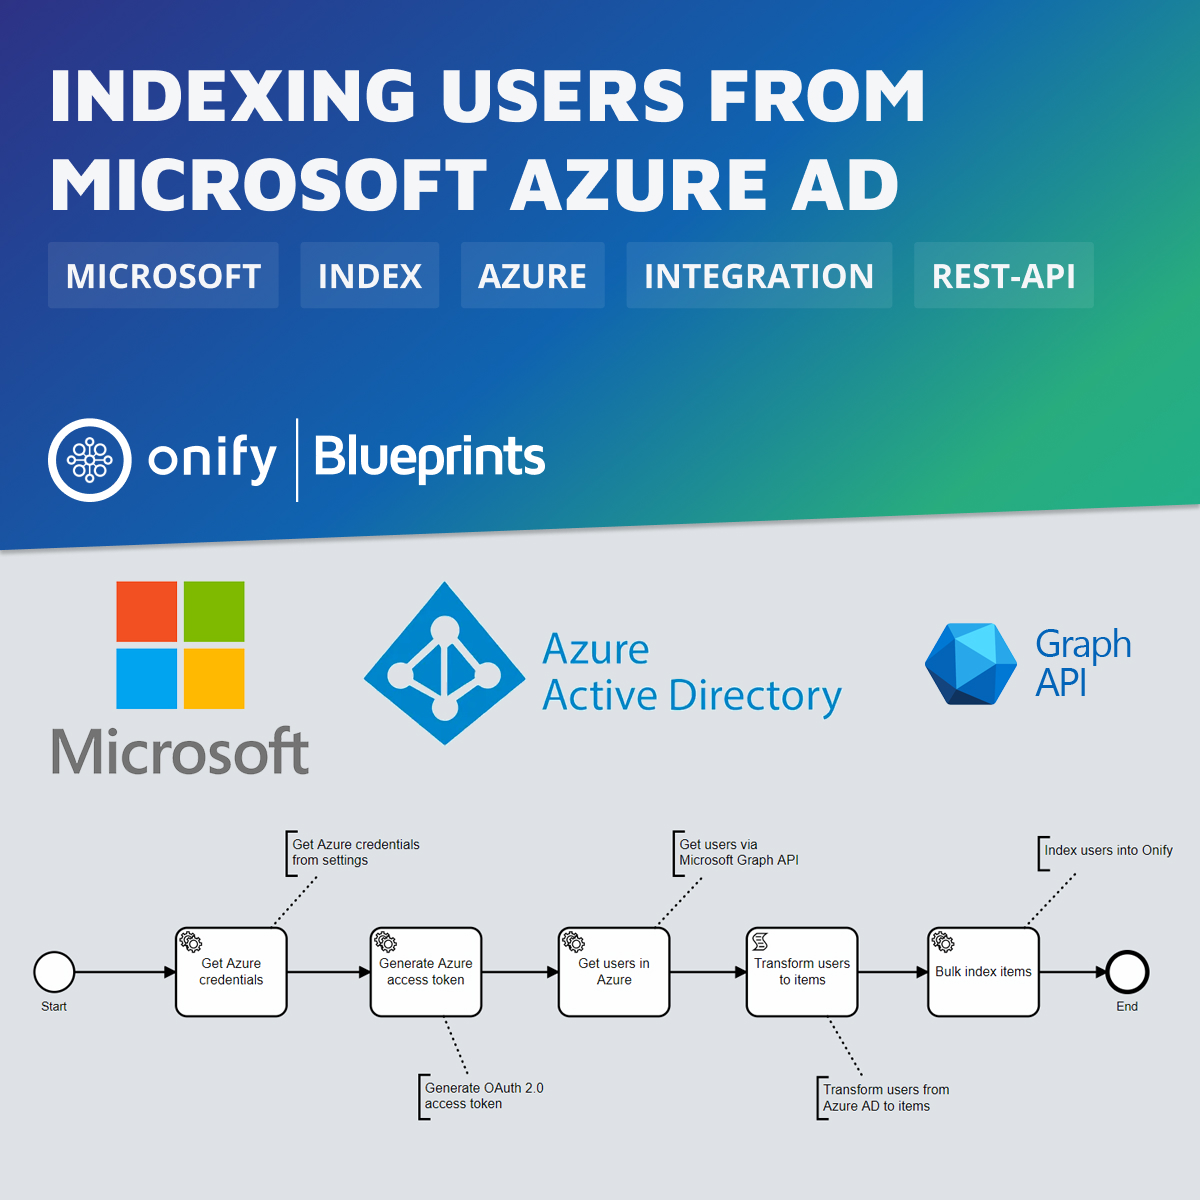 INDEXING USERS FROM
MICROSOFT AZURE AD
MICROSOFT INDEX AZURE INTEGRATION REST-API
onify Blueprints
Microsoft
Azure
Active Directory
Graph
API
Get Azure credentials
from settings
Get users via
Microsoft Graph API
Index users into Onify
Start
Get Azure
credentials
Generate Azure
access token
Get users in
Azure
Transform users
to items
Bulk index items
End
Generate OAuth 2.0
access token
Transform users from
Azure AD to items